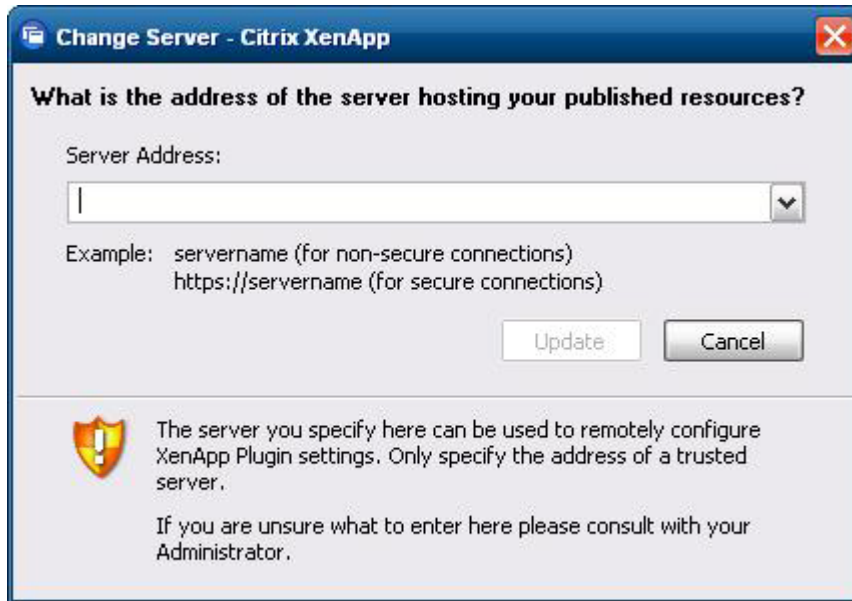 Change Server - Citrix XenApp
What is the address of the server hosting your published resources?
Server Address:
Example: servername (for non-secure connections)
https://servername (for secure connections)
Update Cancel
The server you specify here can be used to remotely configure
XenApp Plugin settings. Only specify the address of a trusted
server.
If you are unsure what to enter here please consult with your
Administrator.